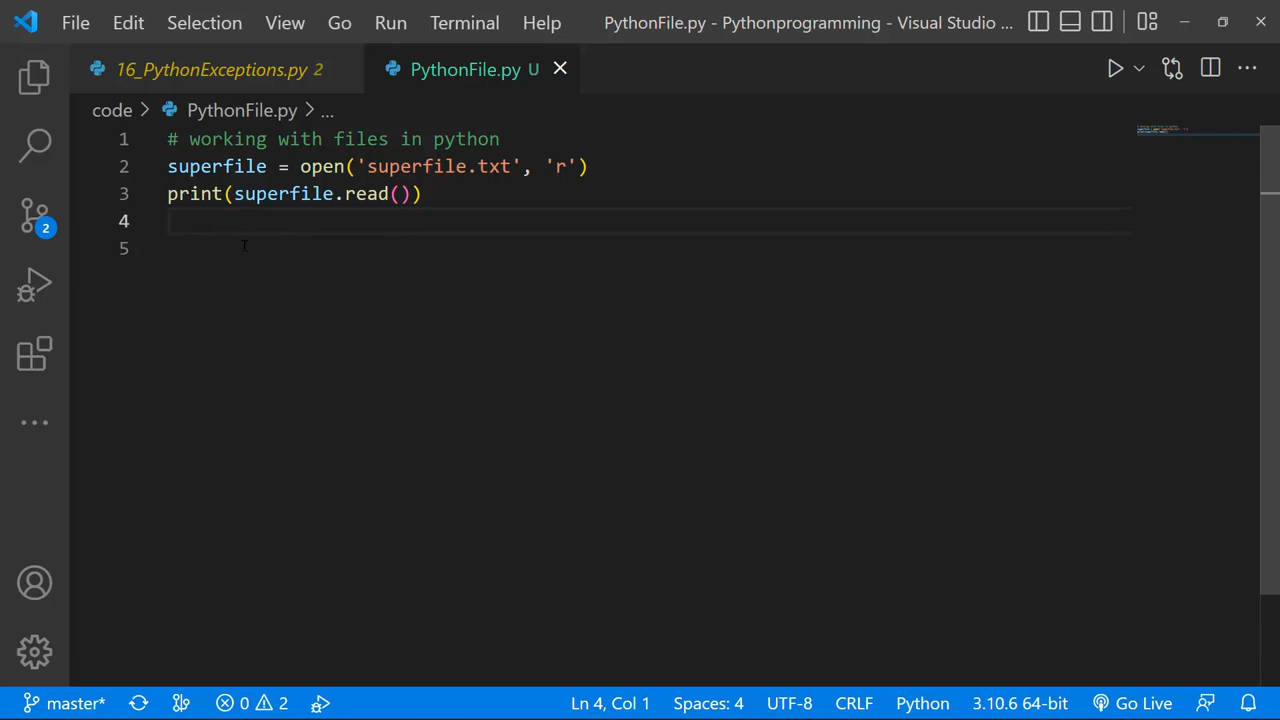 File Edit Selection View Go Run Terminal Help PythonFile.py - Pythonprogramming - Visual Studio ...
16_PythonExceptions.py 2 PythonFile.py U
code > PythonFile.py > ...
1 # working with files in python
2 superfile = open('superfile.txt', 'r')
3 print(superfile.read())
4
5
2
master* 0 2 Ln 4, Col 1 Spaces: 4 UTF-8 CRLF Python 3.10.6 64-bit Go Live